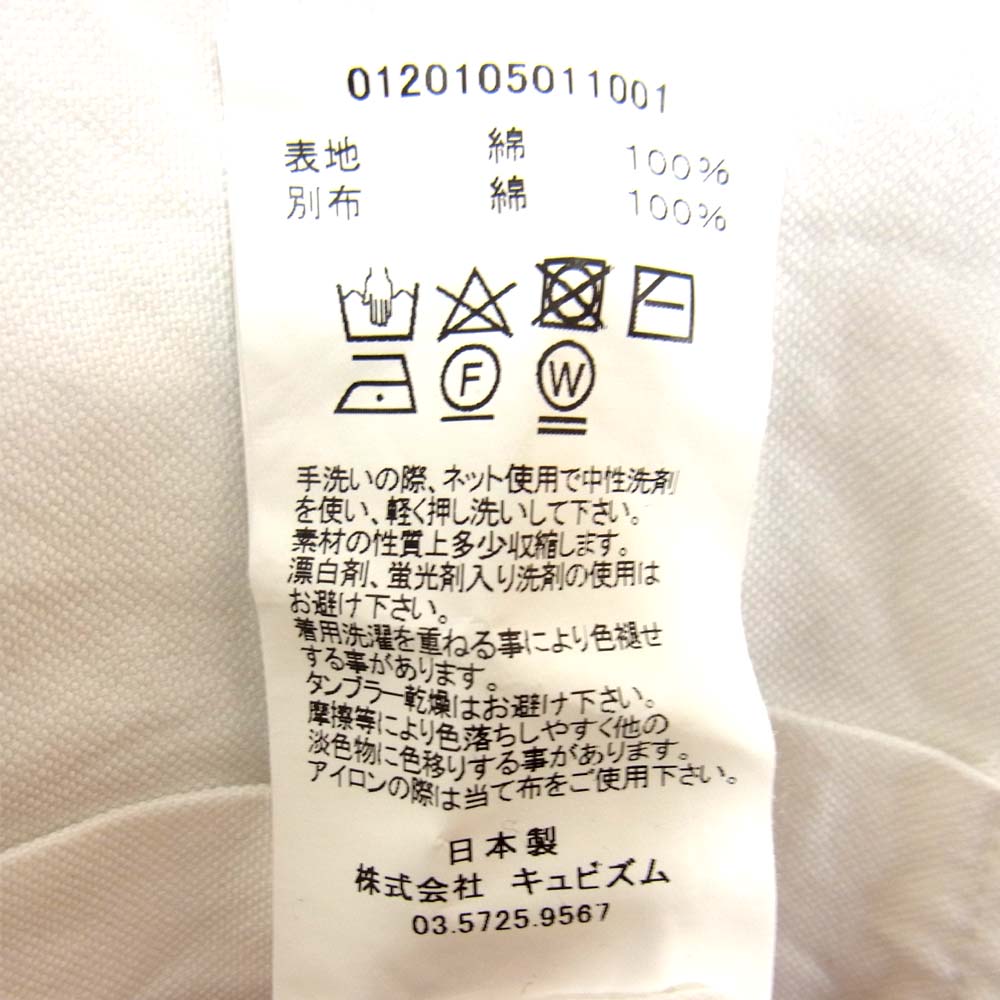 0120105011001
表地 綿 100%
別布 綿 100%
F W
手洗いの際、ネット使用で中性洗剤
を使い、軽く押し洗いして下さい。
素材の性質上多少収縮します。
漂白剤、蛍光剤入り洗剤の使用は
お避け下さい。
着用洗濯を重ねる事により色褪せ
する事があります。
タンブラー乾燥はお避け下さい。
摩擦等により色落ちしやすく他の
淡色物に色移りする事があります。
アイロンの際は当て布をご使用下さい。
日本製
株式会社 キュビズム
03.5725.9567